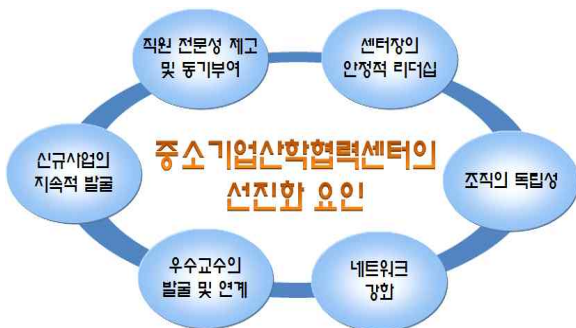 직원 전문성 제고
및 동기부여
센터장의
안정적 리더십
신규사업의
지속적 발굴
중소기업산학협력센터의
선진화 요인
조직의 독립성
우수교수의
발굴 및 연계
네트워크
강화